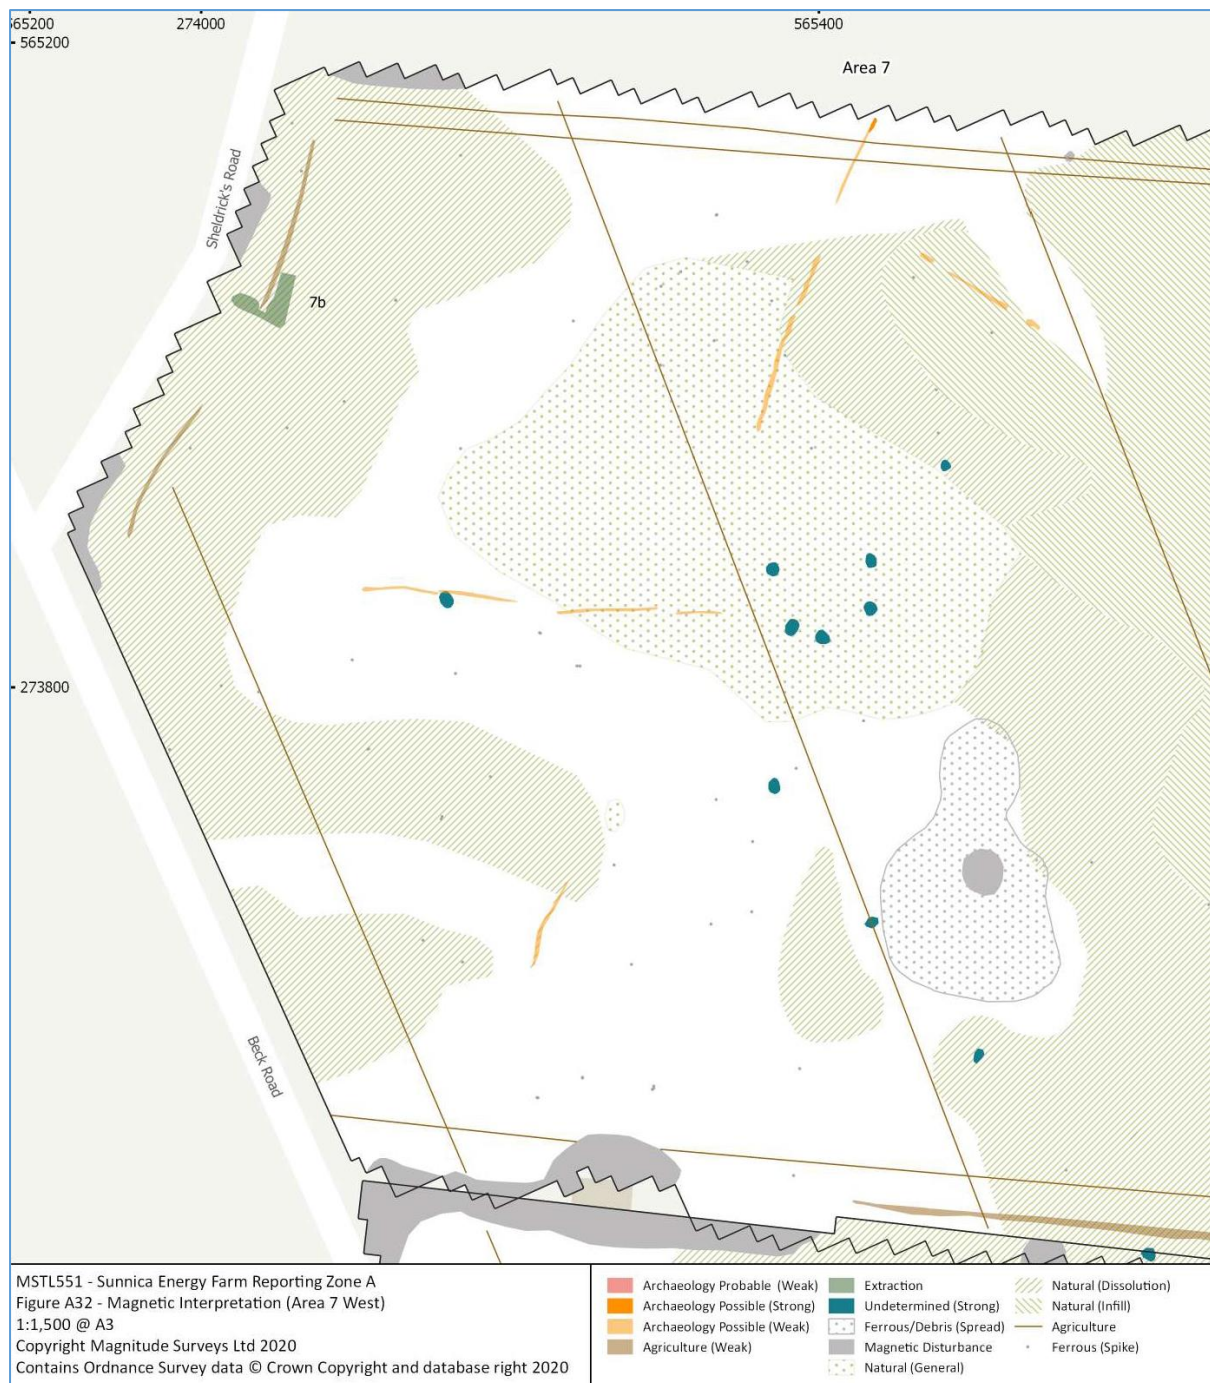 565200
274000
565400
565200
Area 7
Sheldrick's Road
7b
273800
Beck Road
MSTL551 - Sunnica Energy Farm Reporting Zone A
Figure A32 - Magnetic Interpretation (Area 7 West)
1:1,500 @ A3
Copyright Magnitude Surveys Ltd 2020
Contains Ordnance Survey data © Crown Copyright and database right 2020
Archaeology Probable (Weak)
Archaeology Possible (Strong)
Archaeology Possible (Weak)
Agriculture (Weak)
Extraction
Undetermined (Strong)
Ferrous/Debris (Spread)
Magnetic Disturbance
Natural (General)
Natural (Dissolution)
Natural (Infill)
Agriculture
Ferrous (Spike)